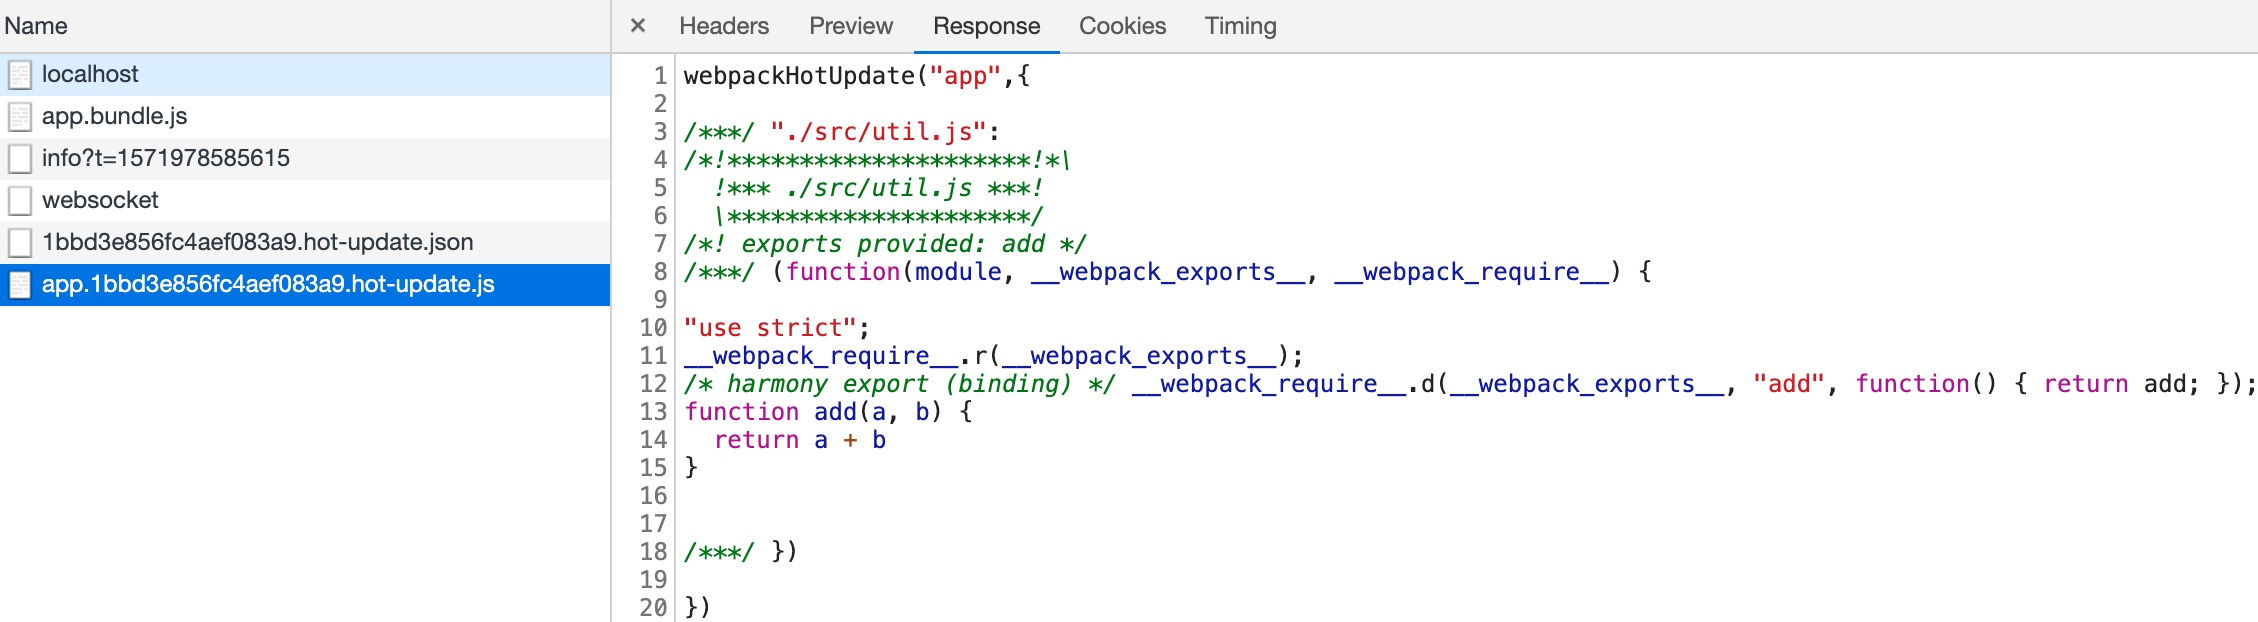 Name
localhost
app.bundle.js
info?t=1571978585615
websocket
1bbd3e856fc4aef083a9.hot-update.json
app.1bbd3e856fc4aef083a9.hot-update.js
× Headers Preview Response Cookies Timing
1 webpackHotUpdate("app",{
2
3 /***/ "./src/util.js":
4 /*!*********************!*\
5   !*** ./src/util.js ***!
6   \*********************/
7 /*! exports provided: add */
8 /***/ (function(module, __webpack_exports__, __webpack_require__) {
9
10 "use strict";
11 __webpack_require__.r(__webpack_exports__);
12 /* harmony export (binding) */ __webpack_require__.d(__webpack_exports__, "add", function() { return add; });
13 function add(a, b) {
14   return a + b
15 }
16
17
18 /***/ })
19
20 })